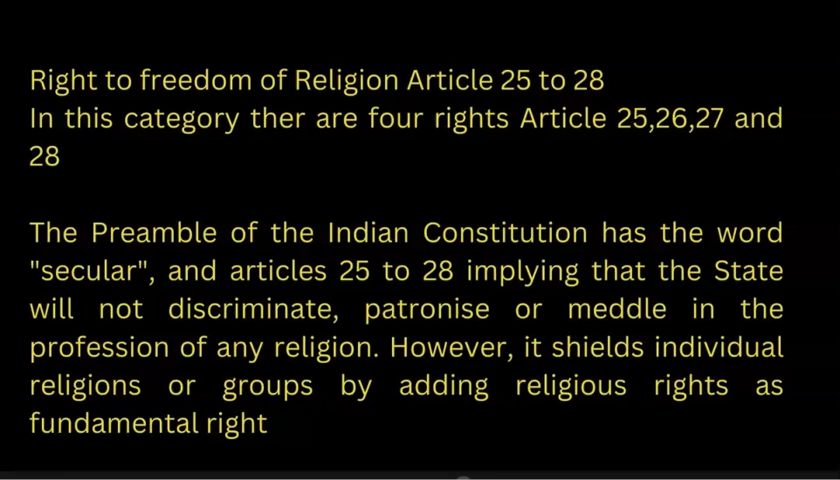 Right to freedom of Religion Article 25 to 28
In this category ther are four rights Article 25,26,27 and
28
The Preamble of the Indian Constitution has the word
"secular", and articles 25 to 28 implying that the State
will not discriminate, patronise or meddle in the
profession of any religion. However, it shields individual
religions or groups by adding religious rights as
fundamental right